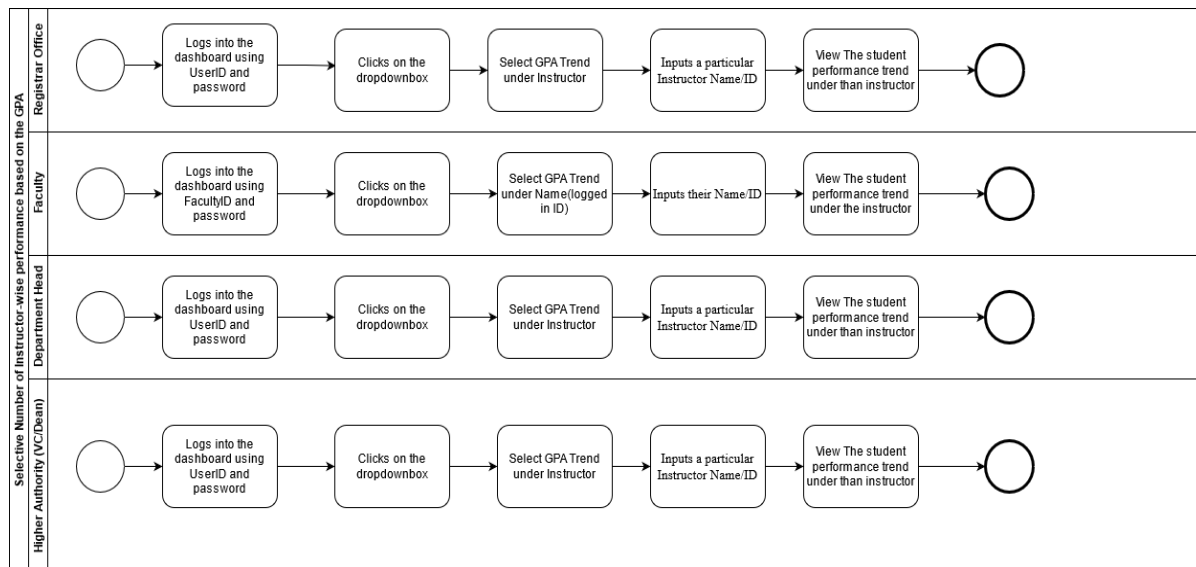 Selective Number of Instructor-wise performance based on the GPA
Registrar Office
Logs into the
dashboard using
UserID and
password
Clicks on the
dropdownbox
Select GPA Trend
under Instructor
Inputs a particular
Instructor Name/ID
View The student
performance trend
under than instructor
Faculty
Logs into the
dashboard using
FacultyID and
password
Clicks on the
dropdownbox
Select GPA Trend
under Name(logged
in ID)
Inputs their Name/ID
View The student
performance trend
under the instructor
Department Head
Logs into the
dashboard using
UserID and
password
Clicks on the
dropdownbox
Select GPA Trend
under Instructor
Inputs a particular
Instructor Name/ID
View The student
performance trend
under than instructor
Higher Authority (VC/Dean)
Logs into the
dashboard using
UserID and
password
Clicks on the
dropdownbox
Select GPA Trend
under Instructor
Inputs a particular
Instructor Name/ID
View The student
performance trend
under than instructor